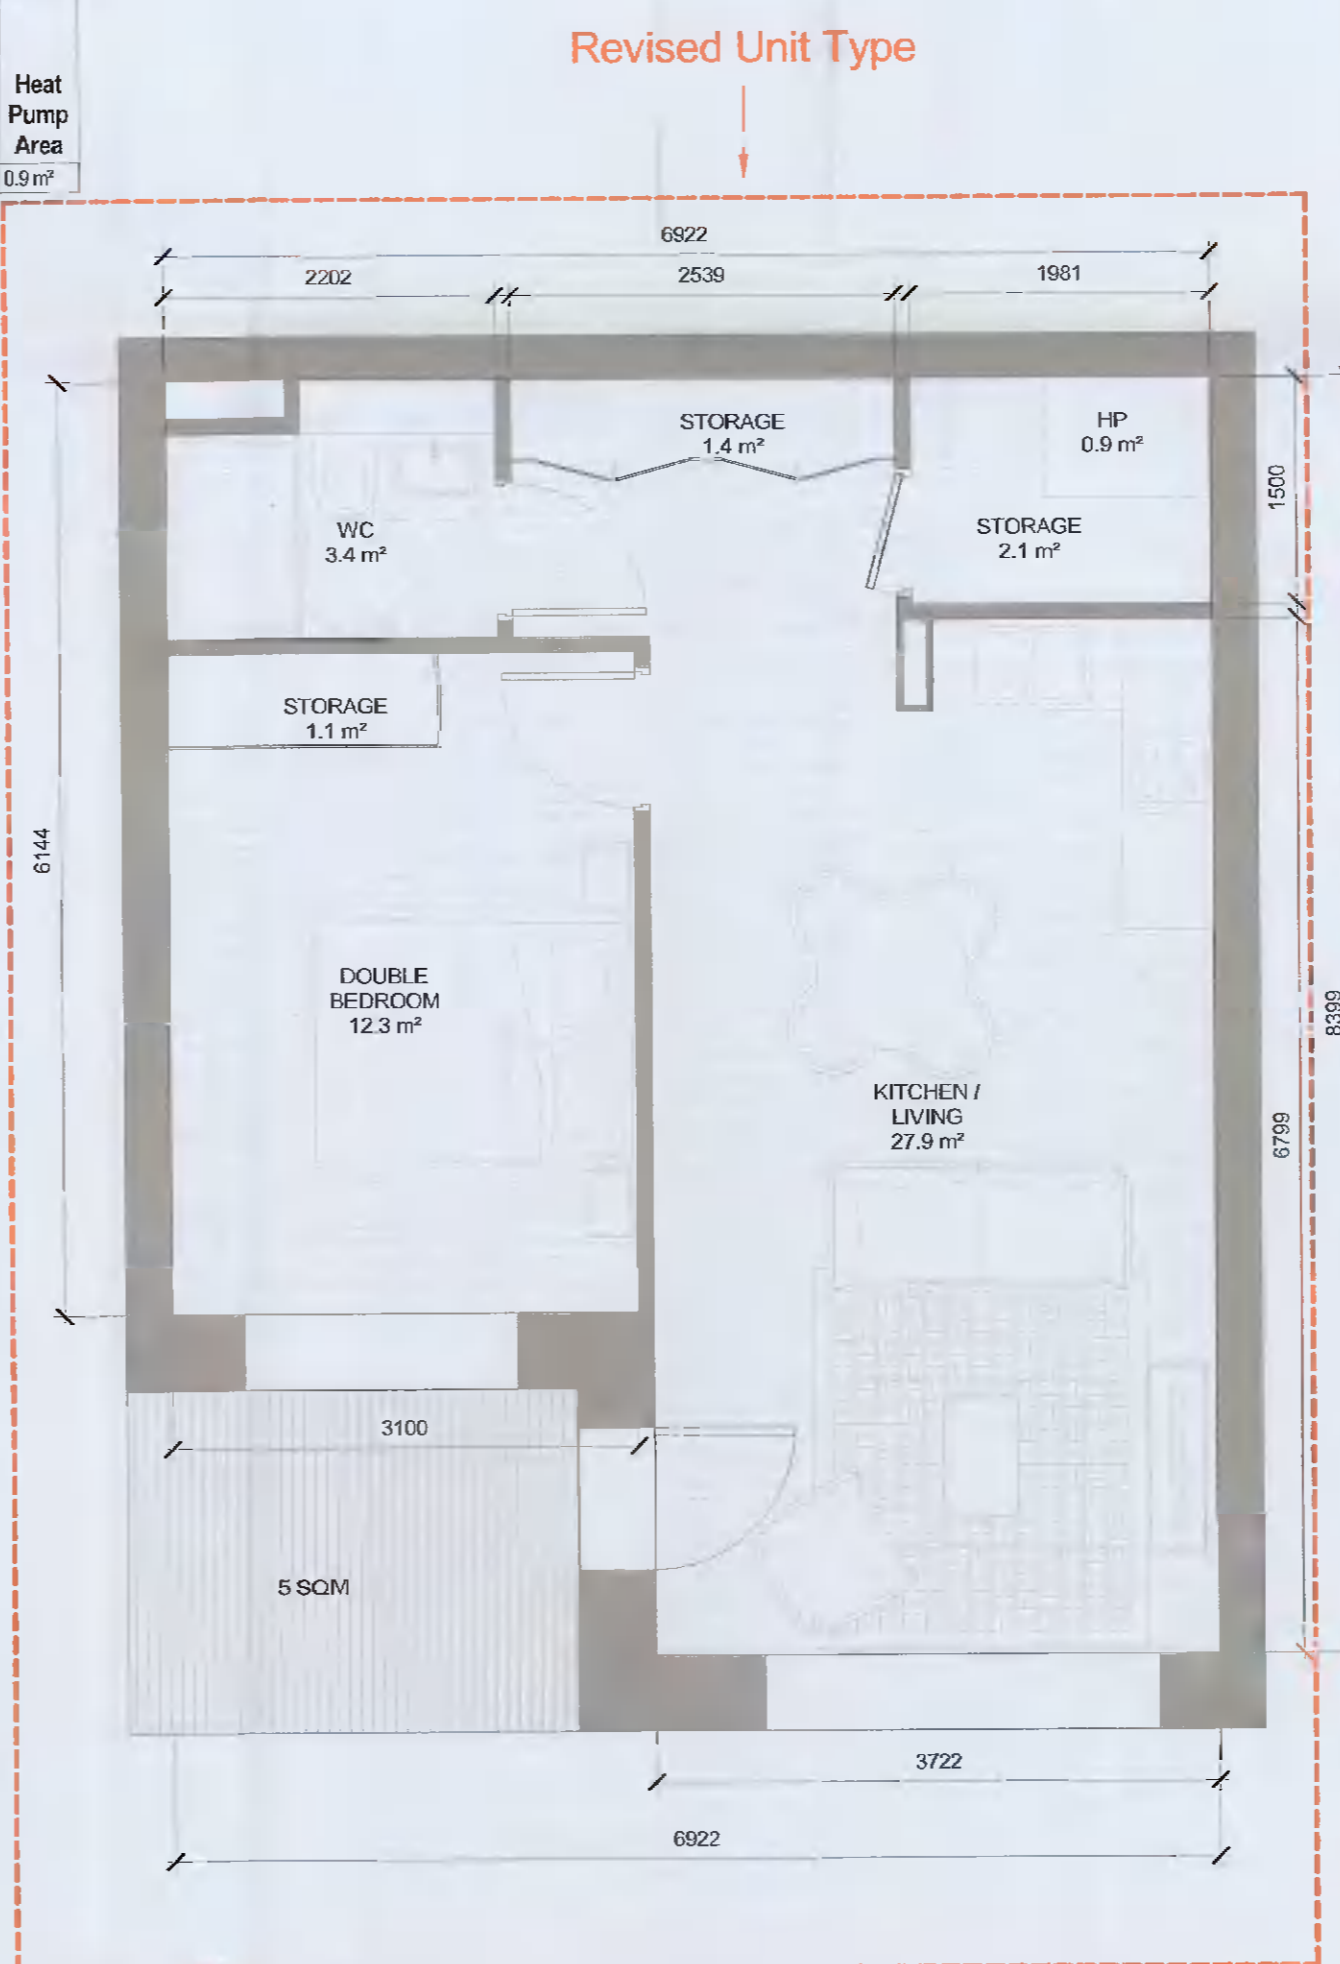 Revised Unit Type
Heat
Pump
Area
0.9 m²
6922
2202
2539
1981
STORAGE
1.4 m²
HP
0.9 m²
WC
3.4 m²
STORAGE
2.1 m²
1500
STORAGE
1.1 m²
6144
DOUBLE
BEDROOM
12.3 m²
8399
KITCHEN /
LIVING
27.9 m²
6799
3100
5 SQM
3722
6922